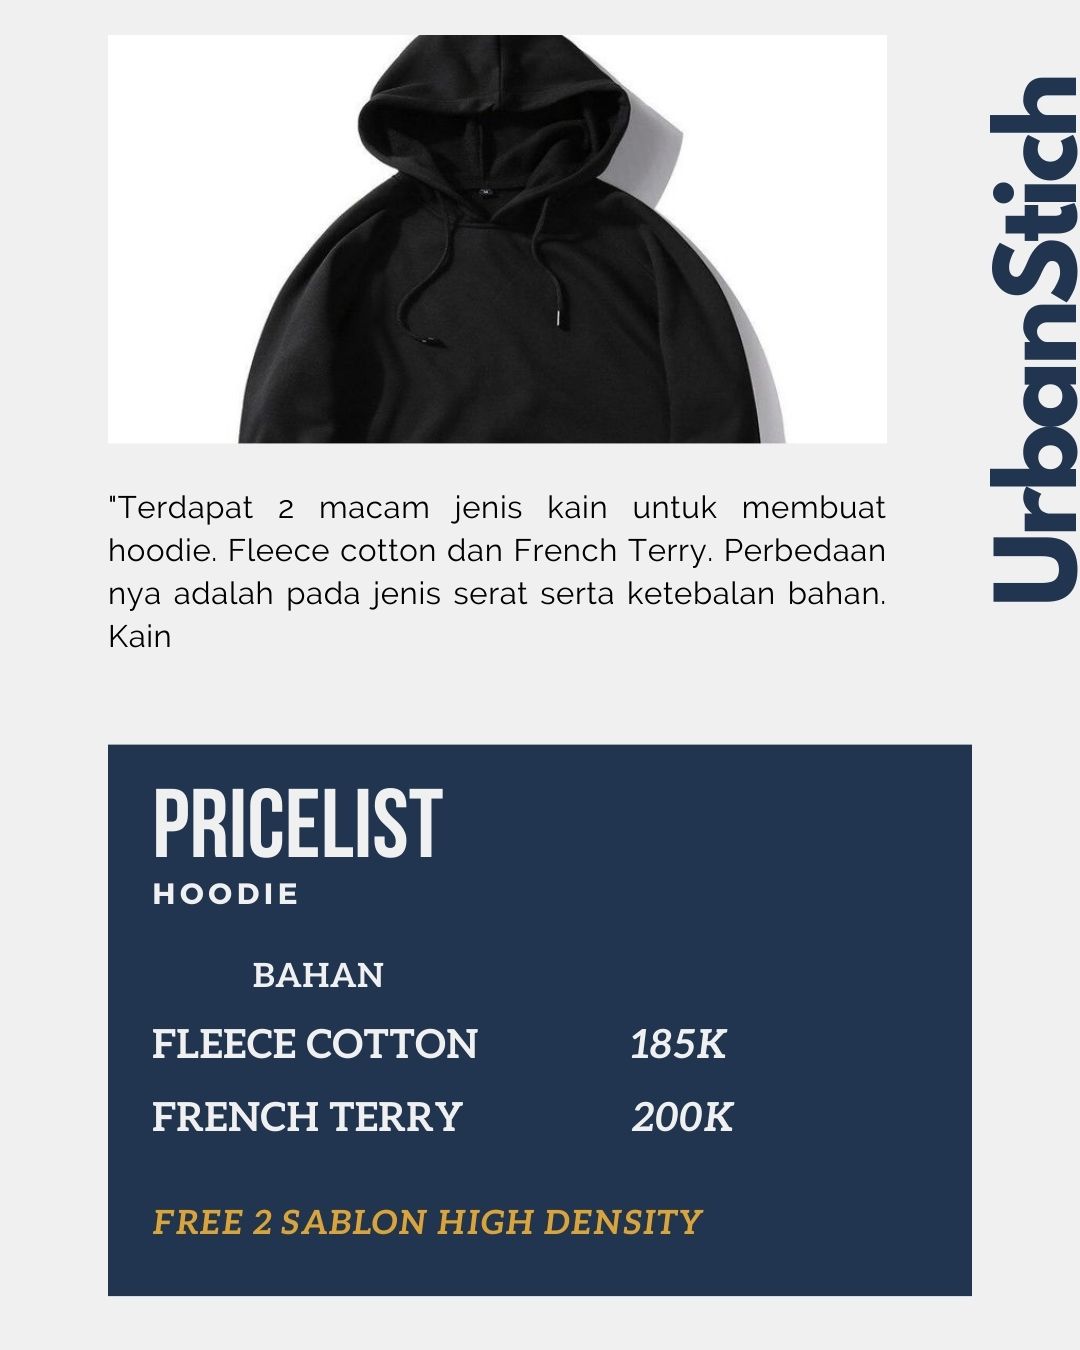 UrbanStich
"Terdapat 2 macam jenis kain untuk membuat
hoodie. Fleece cotton dan French Terry. Perbedaan
nya adalah pada jenis serat serta ketebalan bahan.
Kain
PRICELIST
HOODIE
BAHAN
FLEECE COTTON 185K
FRENCH TERRY 200K
FREE 2 SABLON HIGH DENSITY